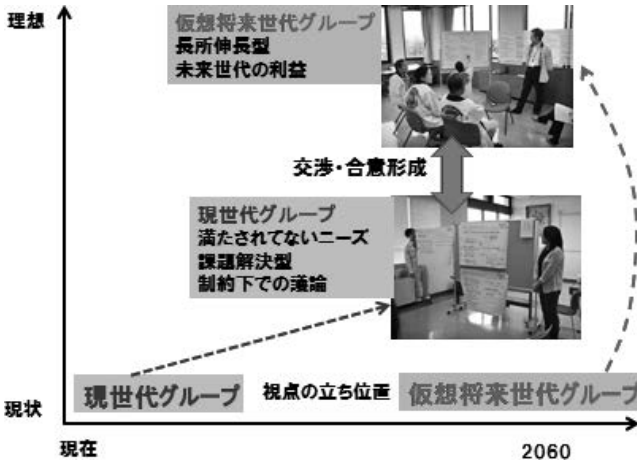 理想
仮想将来世代グループ
長所伸長型
未来世代の利益
交渉・合意形成
現世代グループ
満たされてないニーズ
課題解決型
制約下での議論
現世代グループ
視点の立ち位置
仮想将来世代グループ
現状
現在
2060